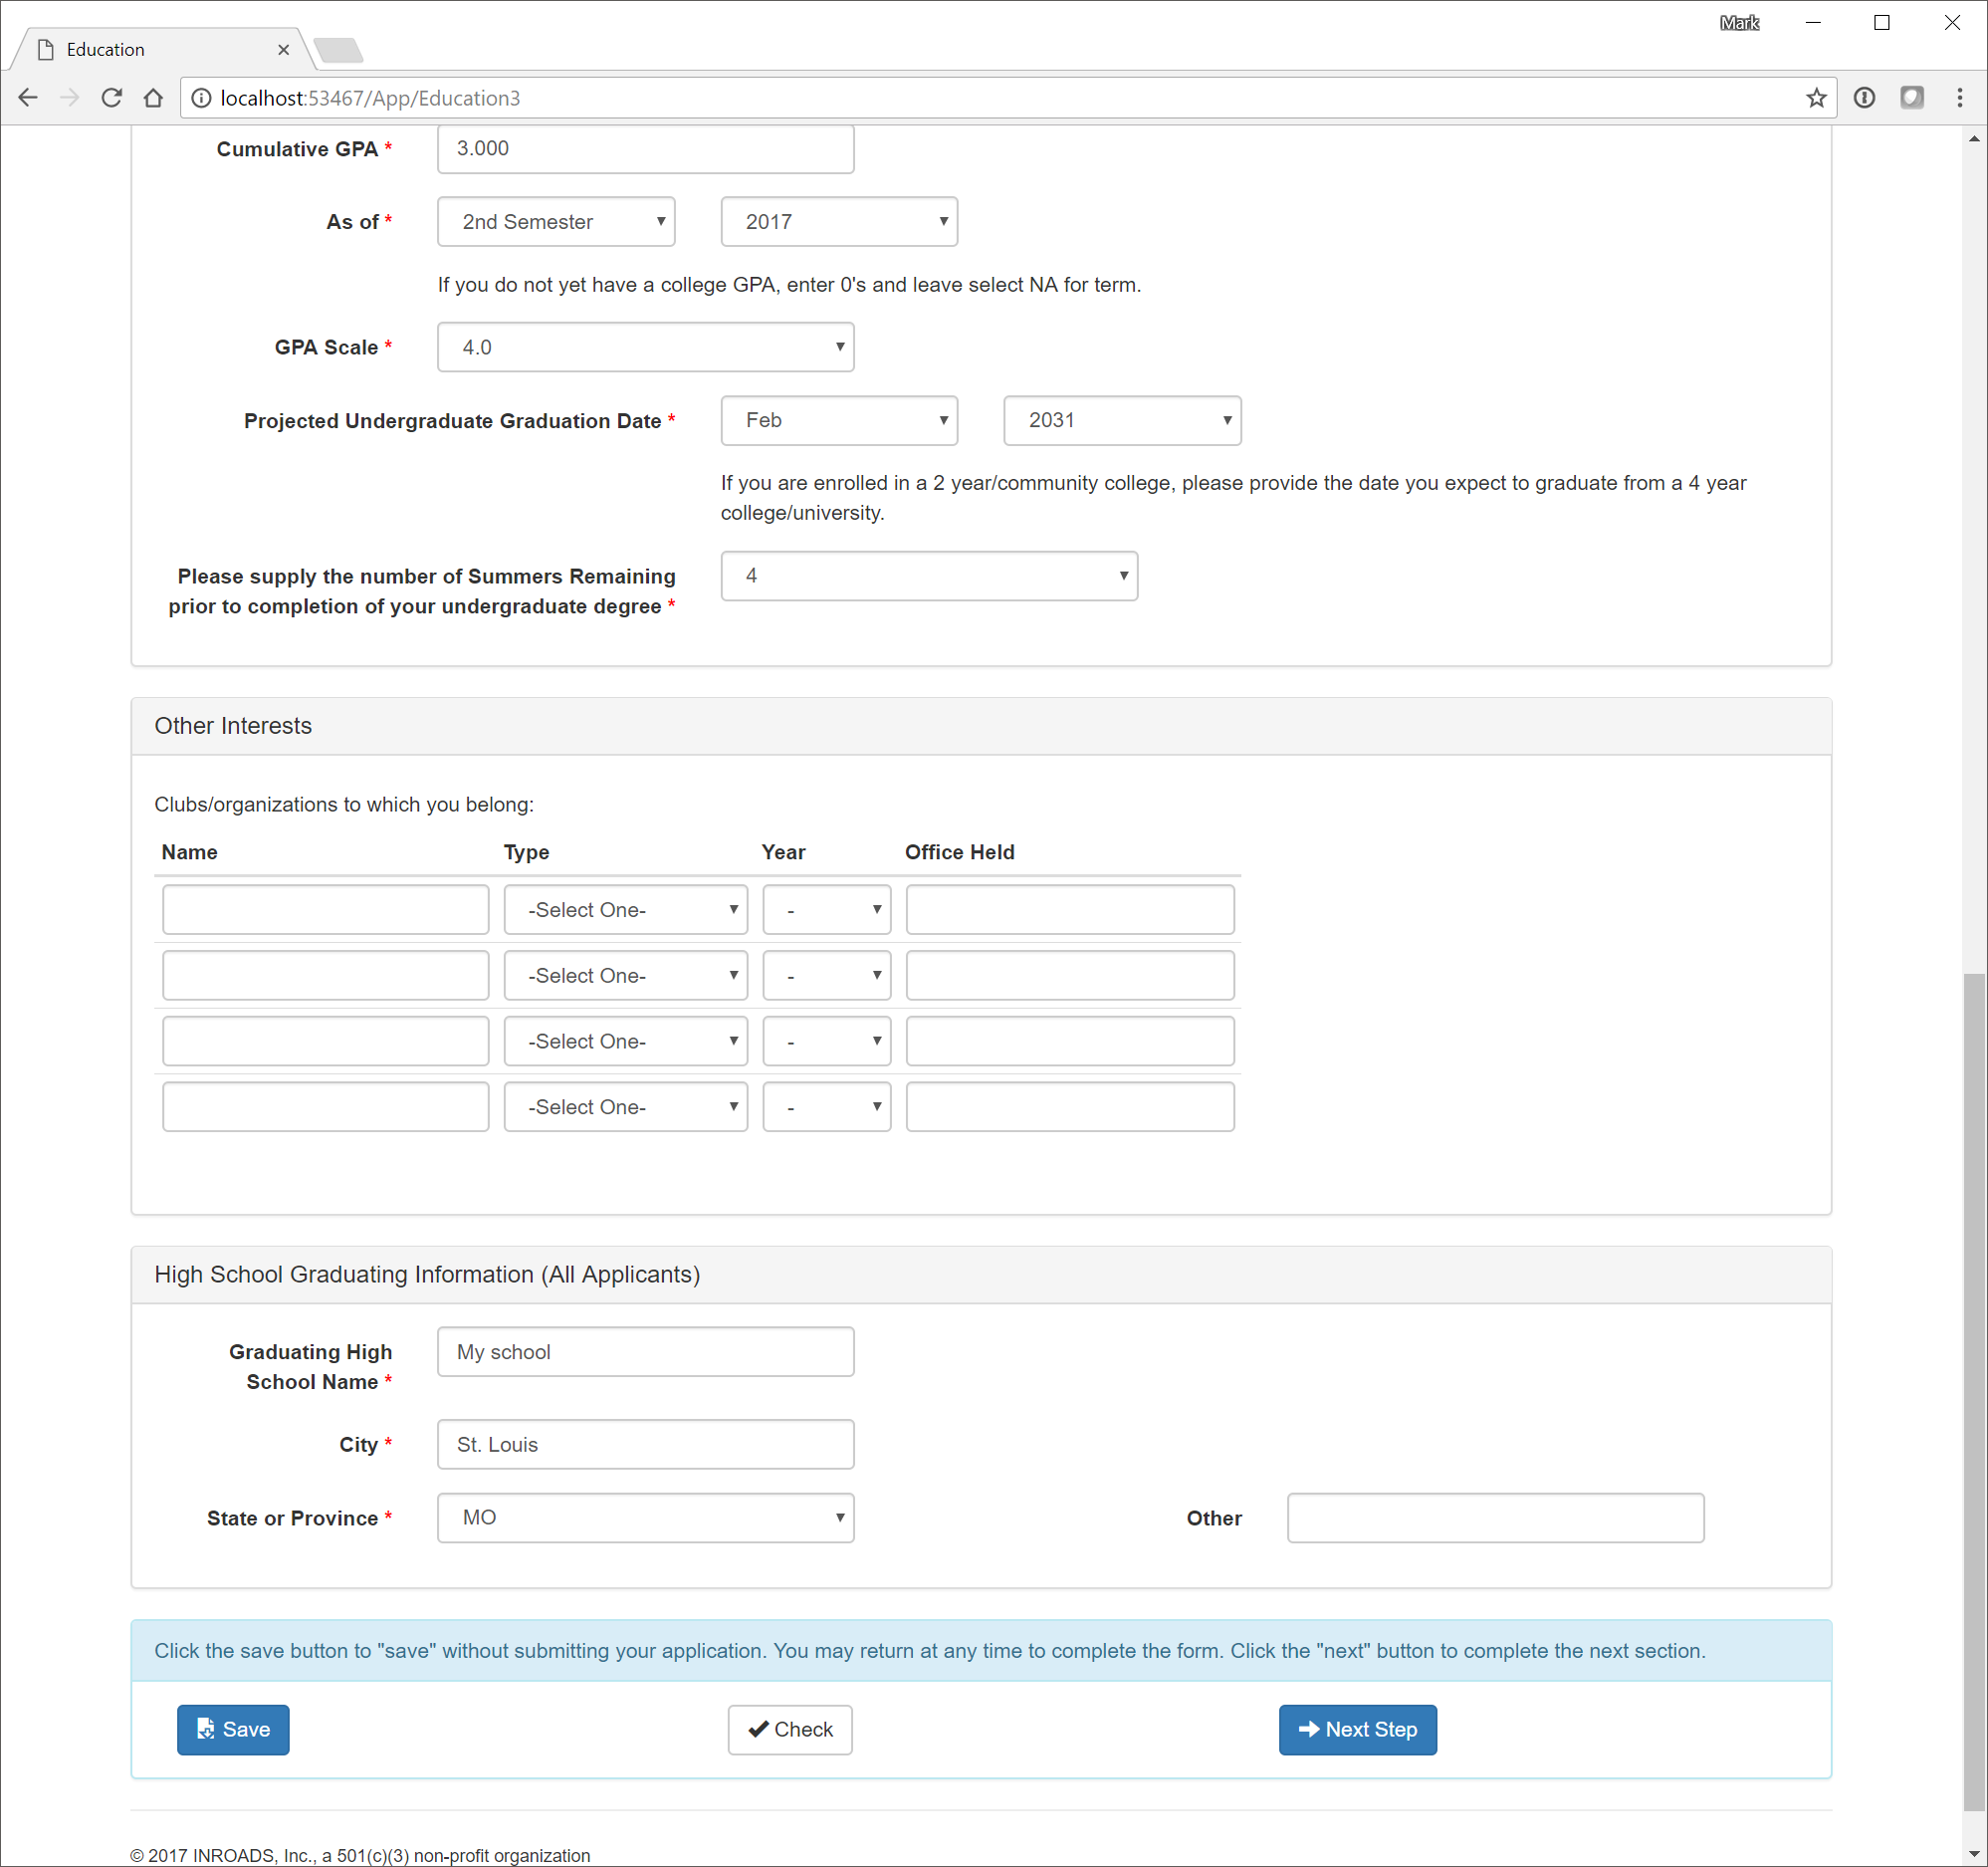 Mark
Education
localhost:53467/App/Education3
Cumulative GPA * 3.000
As of * 2nd Semester 2017
If you do not yet have a college GPA, enter 0's and leave select NA for term.
GPA Scale * 4.0
Projected Undergraduate Graduation Date * Feb 2031
If you are enrolled in a 2 year/community college, please provide the date you expect to graduate from a 4 year
college/university.
Please supply the number of Summers Remaining 4
prior to completion of your undergraduate degree *
Other Interests
Clubs/organizations to which you belong:
Name Type Year Office Held
-Select One- -
-Select One- -
-Select One- -
-Select One- -
High School Graduating Information (All Applicants)
Graduating High My school
School Name *
City * St. Louis
State or Province * MO Other
Click the save button to "save" without submitting your application. You may return at any time to complete the form. Click the "next" button to complete the next section.
Save Check Next Step
© 2017 INROADS, Inc., a 501(c)(3) non-profit organization